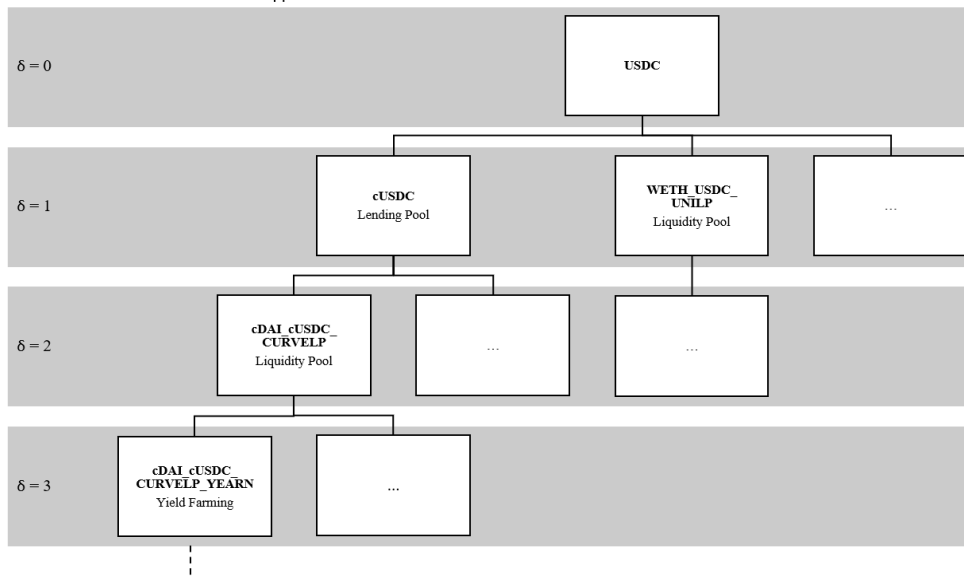 δ = 0
USDC
δ = 1
cUSDC
Lending Pool
WETH_USDC_
UNILP
Liquidity Pool
...
δ = 2
cDAI_cUSDC_
CURVELP
Liquidity Pool
...
...
δ = 3
cDAI_cUSDC_
CURVELP_YEARN
Yield Farming
...